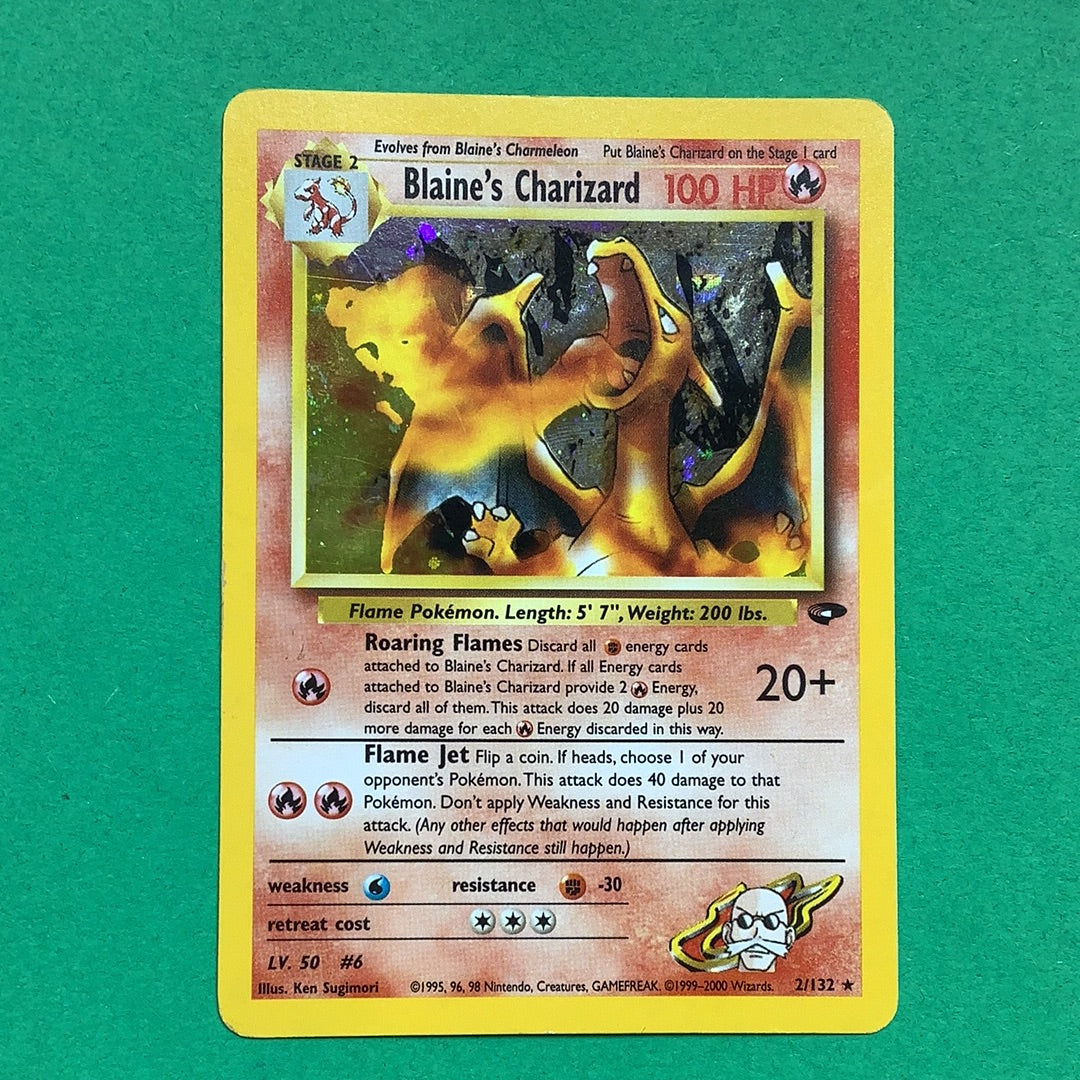 Evolves from Blaine's Charmeleon Put Blaine's Charizard on the Stage 1 card
STAGE 2
Blaine's Charizard 100 HP
Flame Pokémon. Length: 5' 7", Weight: 200 lbs.
Roaring Flames Discard all energy cards
attached to Blaine's Charizard. If all Energy cards
attached to Blaine's Charizard provide 2 Energy,
discard all of them. This attack does 20 damage plus 20
more damage for each Energy discarded in this way.
20+
Flame Jet Flip a coin. If heads, choose 1 of your
opponent's Pokémon. This attack does 40 damage to that
Pokémon. Don't apply Weakness and Resistance for this
attack. (Any other effects that would happen after applying
Weakness and Resistance still happen.)
weakness resistance -30
retreat cost
LV. 50 #6
Illus. Ken Sugimori ©1995, 96, 98 Nintendo, Creatures, GAMEFREAK. ©1999-2000 Wizards. 2/132 ★